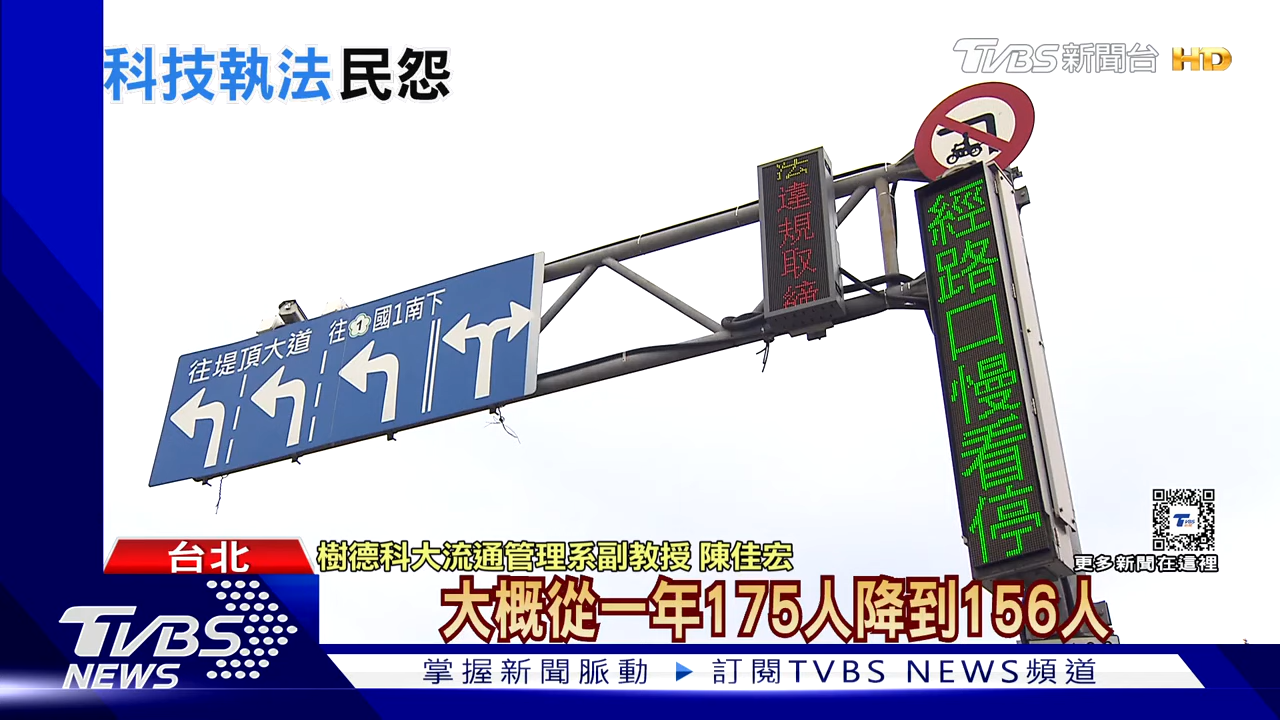 科技執法民怨
TVBS新聞台 HD
法違規取締
經路口慢看停
往堤頂大道
往1國1南下
台北
樹德科大流通管理系副教授 陳佳宏
更多新聞在這裡
大概從一年175人降到156人
TVBS NEWS
掌握新聞脈動 ▶ 訂閱TVBS NEWS頻道
TVBS